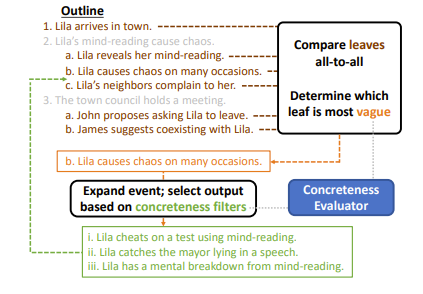 Outline
1. Lila arrives in town.
2. Lila's mind-reading cause chaos.
a. Lila reveals her mind-reading.
b. Lila causes chaos on many occasions.
c. Lila's neighbors complain to her.
3. The town council holds a meeting.
a. John proposes asking Lila to leave.
b. James suggests coexisting with Lila.
Compare leaves
all-to-all
Determine which
leaf is most vague
b. Lila causes chaos on many occasions.
Expand event; select output
based on concreteness filters
Concreteness
Evaluator
i. Lila cheats on a test using mind-reading.
ii. Lila catches the mayor lying in a speech.
iii. Lila has a mental breakdown from mind-reading.